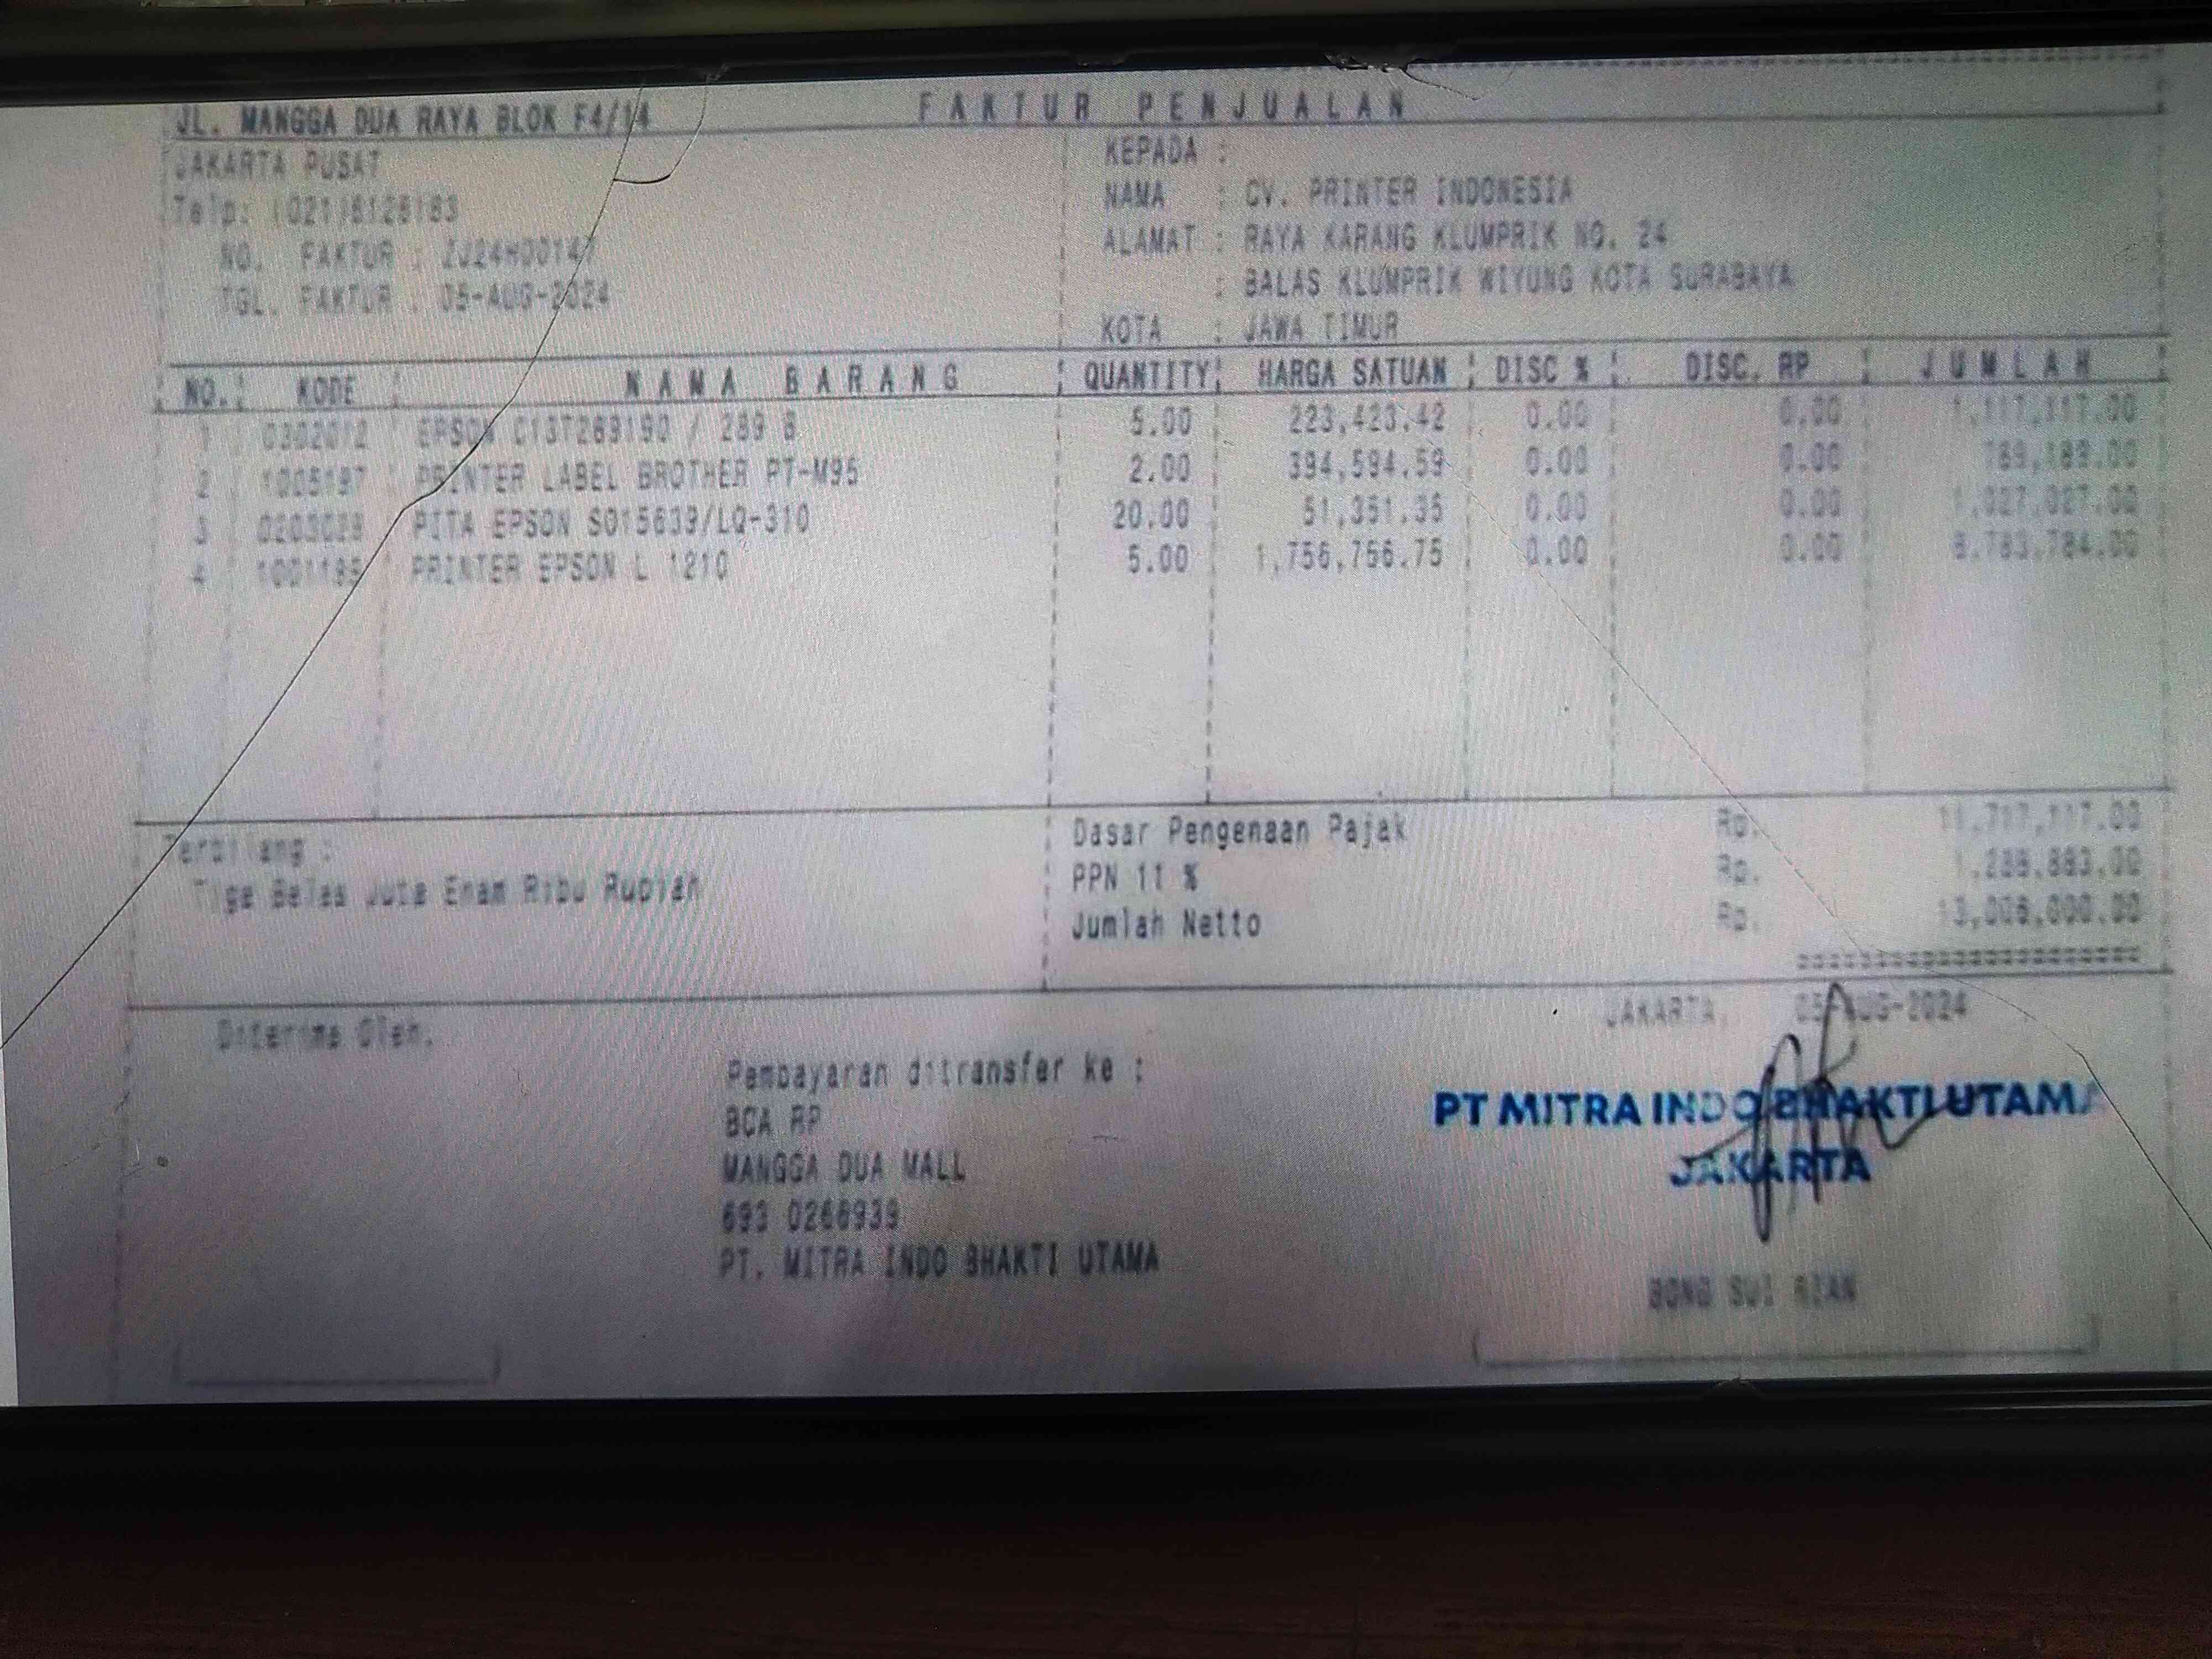 FAKTUR PENJUALAN
JL. MANGGA DUA RAYA BLOK F4/14
JAKARTA PUSAT
Telp: (021)6126163
NO. FAKTUR : ZJ24H00147
TGL. FAKTUR : 05-AUG-2024
KEPADA :
NAMA : CV. PRINTER INDONESIA
ALAMAT : RAYA KARANG KLUMPRIK NO. 24
: BALAS KLUMPRIK WIYUNG KOTA SURABAYA
KOTA : JAWA TIMUR
NO. KODE NAMA BARANG QUANTITY HARGA SATUAN DISC % DISC. RP JUMLAH
1 0302012 EPSON C13T289190 / 289 B 5.00 223,423.42 0.00 0.00 1,117,117.00
2 1005197 PRINTER LABEL BROTHER PT-M95 2.00 394,594.59 0.00 0.00 789,189.00
3 PITA EPSON S015639/LQ-310 20.00 51,351.35 0.00 0.00 1,027,027.00
4 PRINTER EPSON L 1210 5.00 1,756,756.75 0.00 0.00 8,783,784.00
Terbilang :
Tiga Belas Juta Enam Ribu Rupiah
Dasar Pengenaan Pajak Rp. 11,717,117.00
PPN 11 % Rp. 1,288,883.00
Jumlah Netto Rp. 13,006,000.00
JAKARTA, 05-AUG-2024
Diterima Oleh,
Pembayaran ditransfer ke :
BCA RP
MANGGA DUA MALL
693 0266939
PT. MITRA INDO BHAKTI UTAMA
PT MITRA INDO BHAKTI UTAMA
JAKARTA
BONG SUI